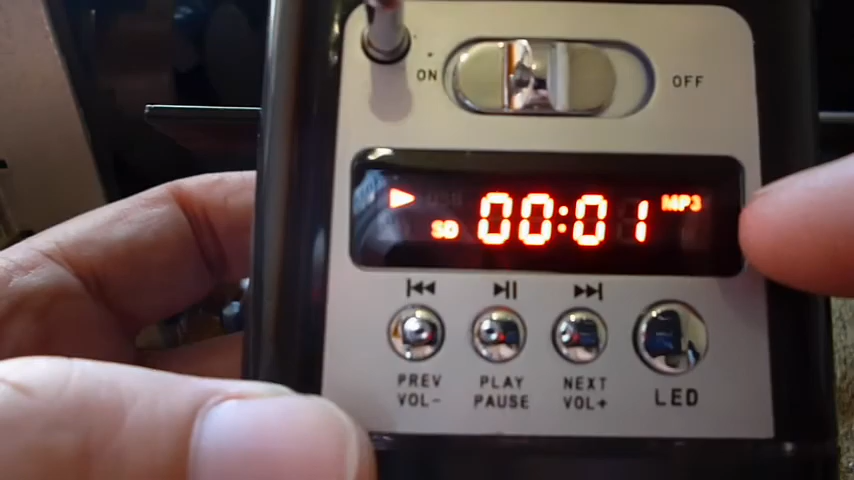 ON OFF
SD 00:01 MP3
PREV PLAY NEXT
VOL- PAUSE VOL+ LED